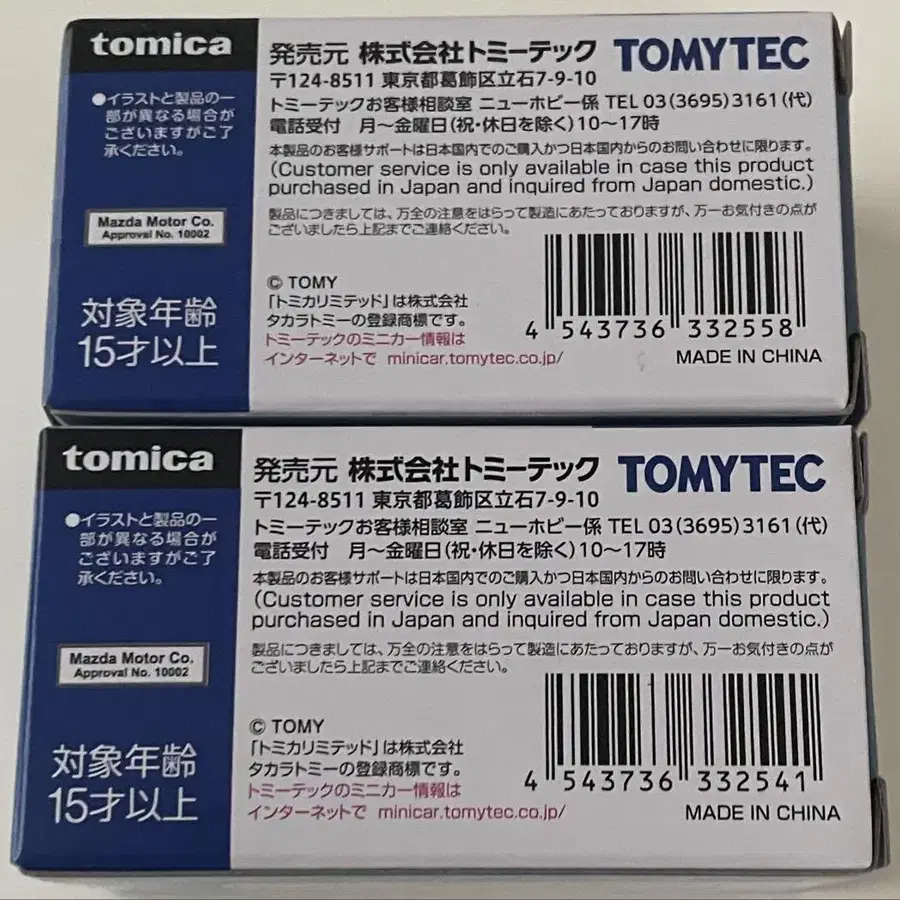 tomica
●イラストと製品の一
部が異なる場合が
ございますがご了
承ください。
Mazda Motor Co.
Approval No. 10002
対象年齢
15才以上
発売元 株式会社トミーテック TOMYTEC
〒124-8511 東京都葛飾区立石7-9-10
トミーテックお客様相談室 ニューホビー係 TEL 03(3695)3161(代)
電話受付 月~金曜日(祝・休日を除く)10~17時
本製品のお客様サポートは日本国内でのご購入かつ日本国内からのお問い合わせに限ります。
(Customer service is only available in case this product
purchased in Japan and inquired from Japan domestic.)
製品につきましては、万全の注意をはらって製造にあたっておりますが、万一お気付きの点が
ございましたら上記までご連絡ください。
© TOMY
「トミカリミテッド」は株式会社
タカラトミーの登録商標です。
トミーテックのミニカー情報は
インターネットで minicar.tomytec.co.jp/
4 543736 332558
MADE IN CHINA
tomica
●イラストと製品の一
部が異なる場合が
ございますがご了
承ください。
Mazda Motor Co.
Approval No. 10002
対象年齢
15才以上
発売元 株式会社トミーテック TOMYTEC
〒124-8511 東京都葛飾区立石7-9-10
トミーテックお客様相談室 ニューホビー係 TEL 03(3695)3161(代)
電話受付 月~金曜日(祝・休日を除く)10~17時
本製品のお客様サポートは日本国内でのご購入かつ日本国内からのお問い合わせに限ります。
(Customer service is only available in case this product
purchased in Japan and inquired from Japan domestic.)
製品につきましては、万全の注意をはらって製造にあたっておりますが、万一お気付きの点が
ございましたら上記までご連絡ください。
© TOMY
「トミカリミテッド」は株式会社
タカラトミーの登録商標です。
トミーテックのミニカー情報は
インターネットで minicar.tomytec.co.jp/
4 543736 332541
MADE IN CHINA